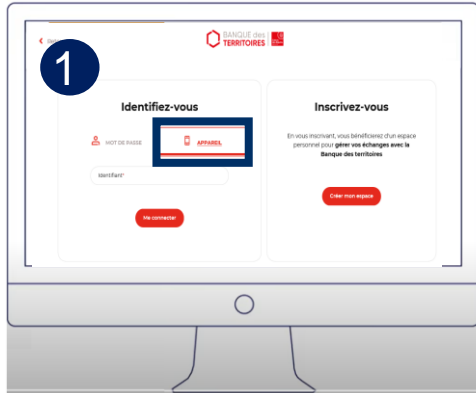 1
BANQUE des
TERRITOIRES
Identifiez-vous
MOT DE PASSE
APPAREIL
Identifiant*
Me connecter
Inscrivez-vous
En vous inscrivant, vous bénéficierez d'un espace
personnel pour gérer vos échanges avec la
Banque des territoires
Créer mon espace